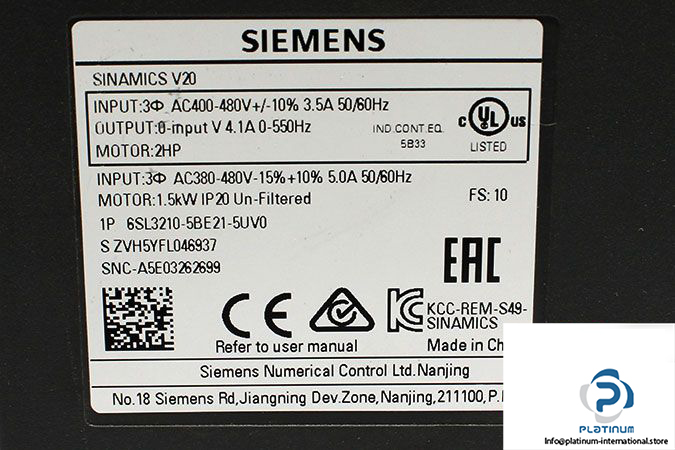 SIEMENS
SINAMICS V20
INPUT:3Φ AC400-480V+/-10% 3.5A 50/60Hz
OUTPUT:0-input V 4.1A 0-550Hz
MOTOR:2HP
IND.CONT.EQ.
5B33
C UL US
LISTED
INPUT:3Φ AC380-480V-15%+10% 5.0A 50/60Hz
MOTOR:1.5kW IP20 Un-Filtered
FS: 10
1P 6SL3210-5BE21-5UV0
S ZVH5YFL046937
SNC-A5E03262699
EAC
CE
KCC-REM-S49-
SINAMICS
Refer to user manual
Made in Ch
Siemens Numerical Control Ltd.Nanjing
No.18 Siemens Rd,Jiangning Dev.Zone,Nanjing,211100,P.
PLATINUM
Info@platinum-international.store